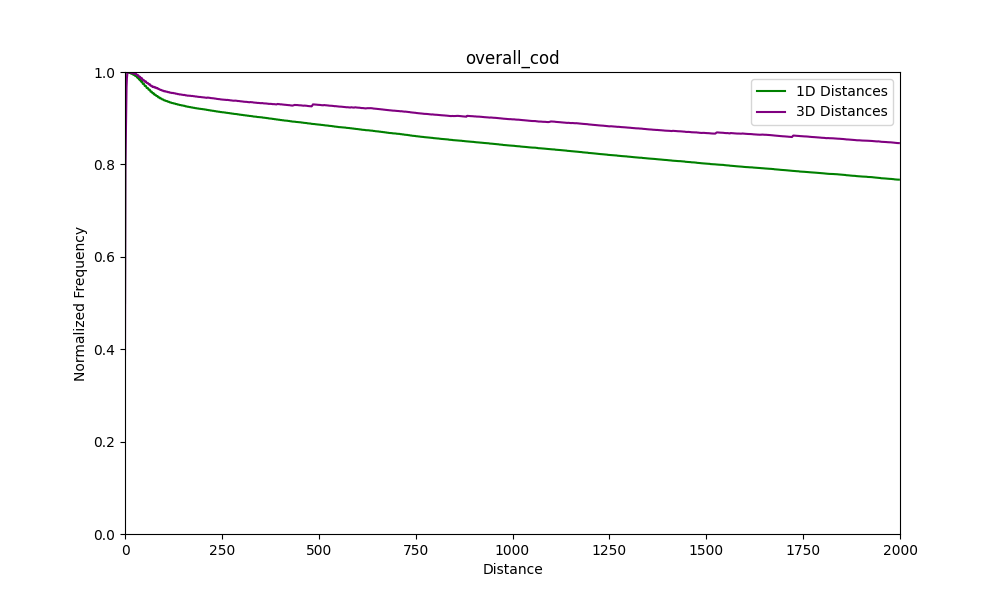 overall_cod
1D Distances
3D Distances
Normalized Frequency
1.0
0.8
0.6
0.4
0.2
0.0
0 250 500 750 1000 1250 1500 1750 2000
Distance